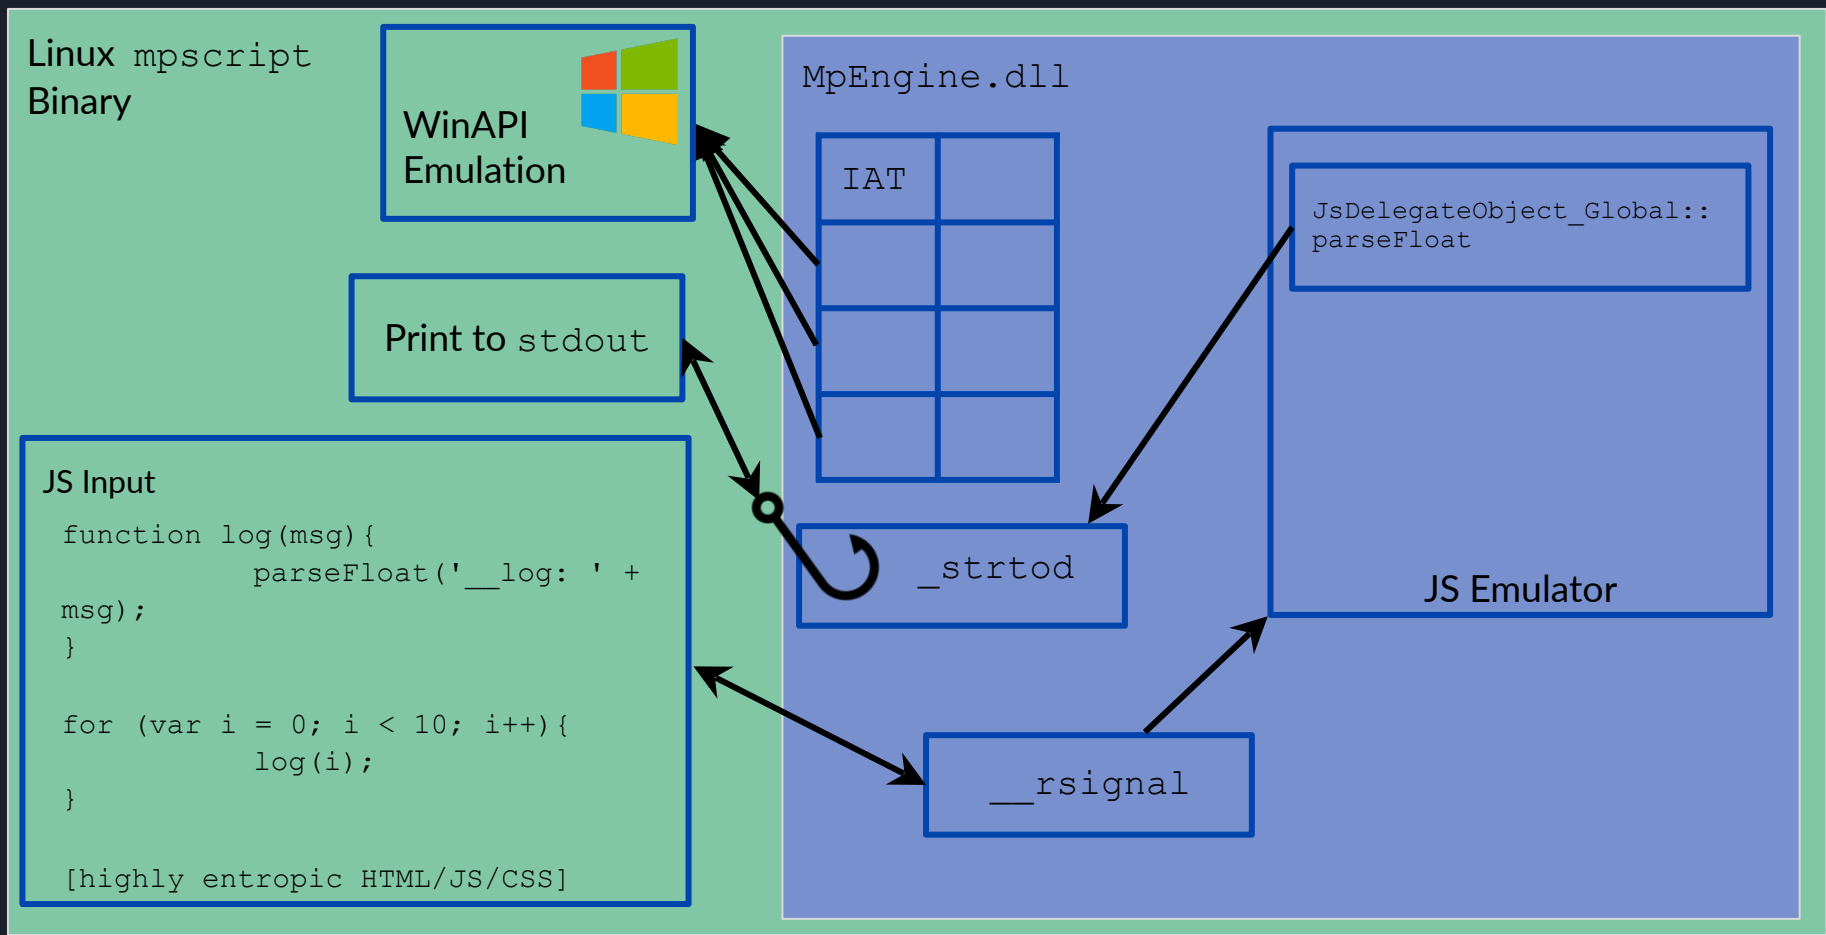 Linux mpscript
Binary
WinAPI
Emulation
Print to stdout
JS Input
function log(msg){
parseFloat('__log: ' +
msg);
}
for (var i = 0; i < 10; i++){
log(i);
}
[highly entropic HTML/JS/CSS]
MpEngine.dll
IAT
JsDelegateObject_Global::
parseFloat
_strtod
JS Emulator
__rsignal